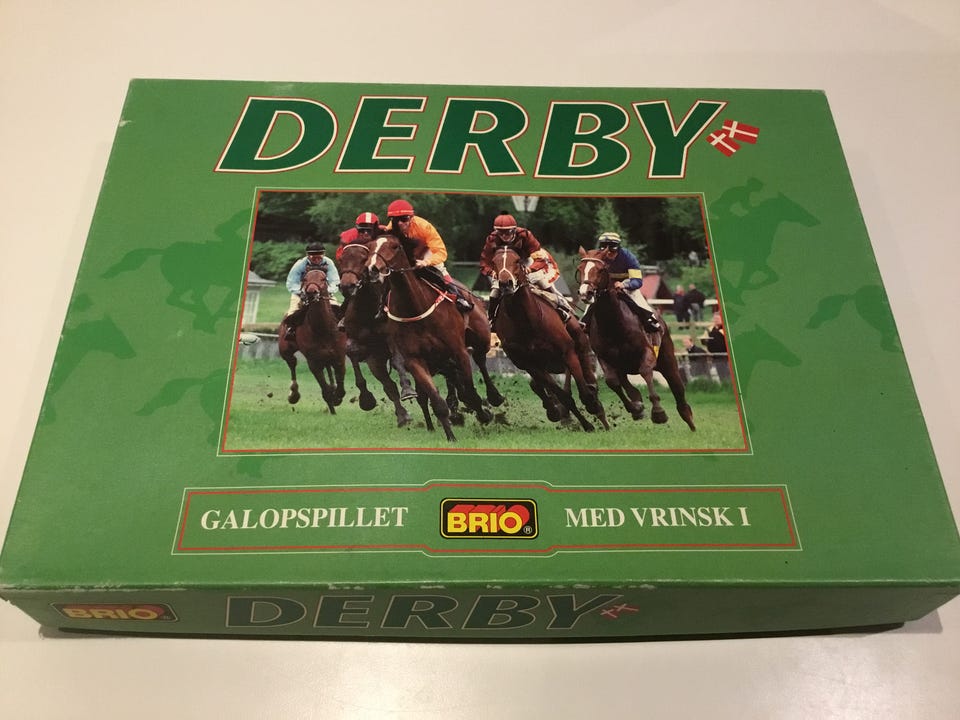 DERBY
GALOPSPILLET BRIO® MED VRINSK I
BRIO® DERBY